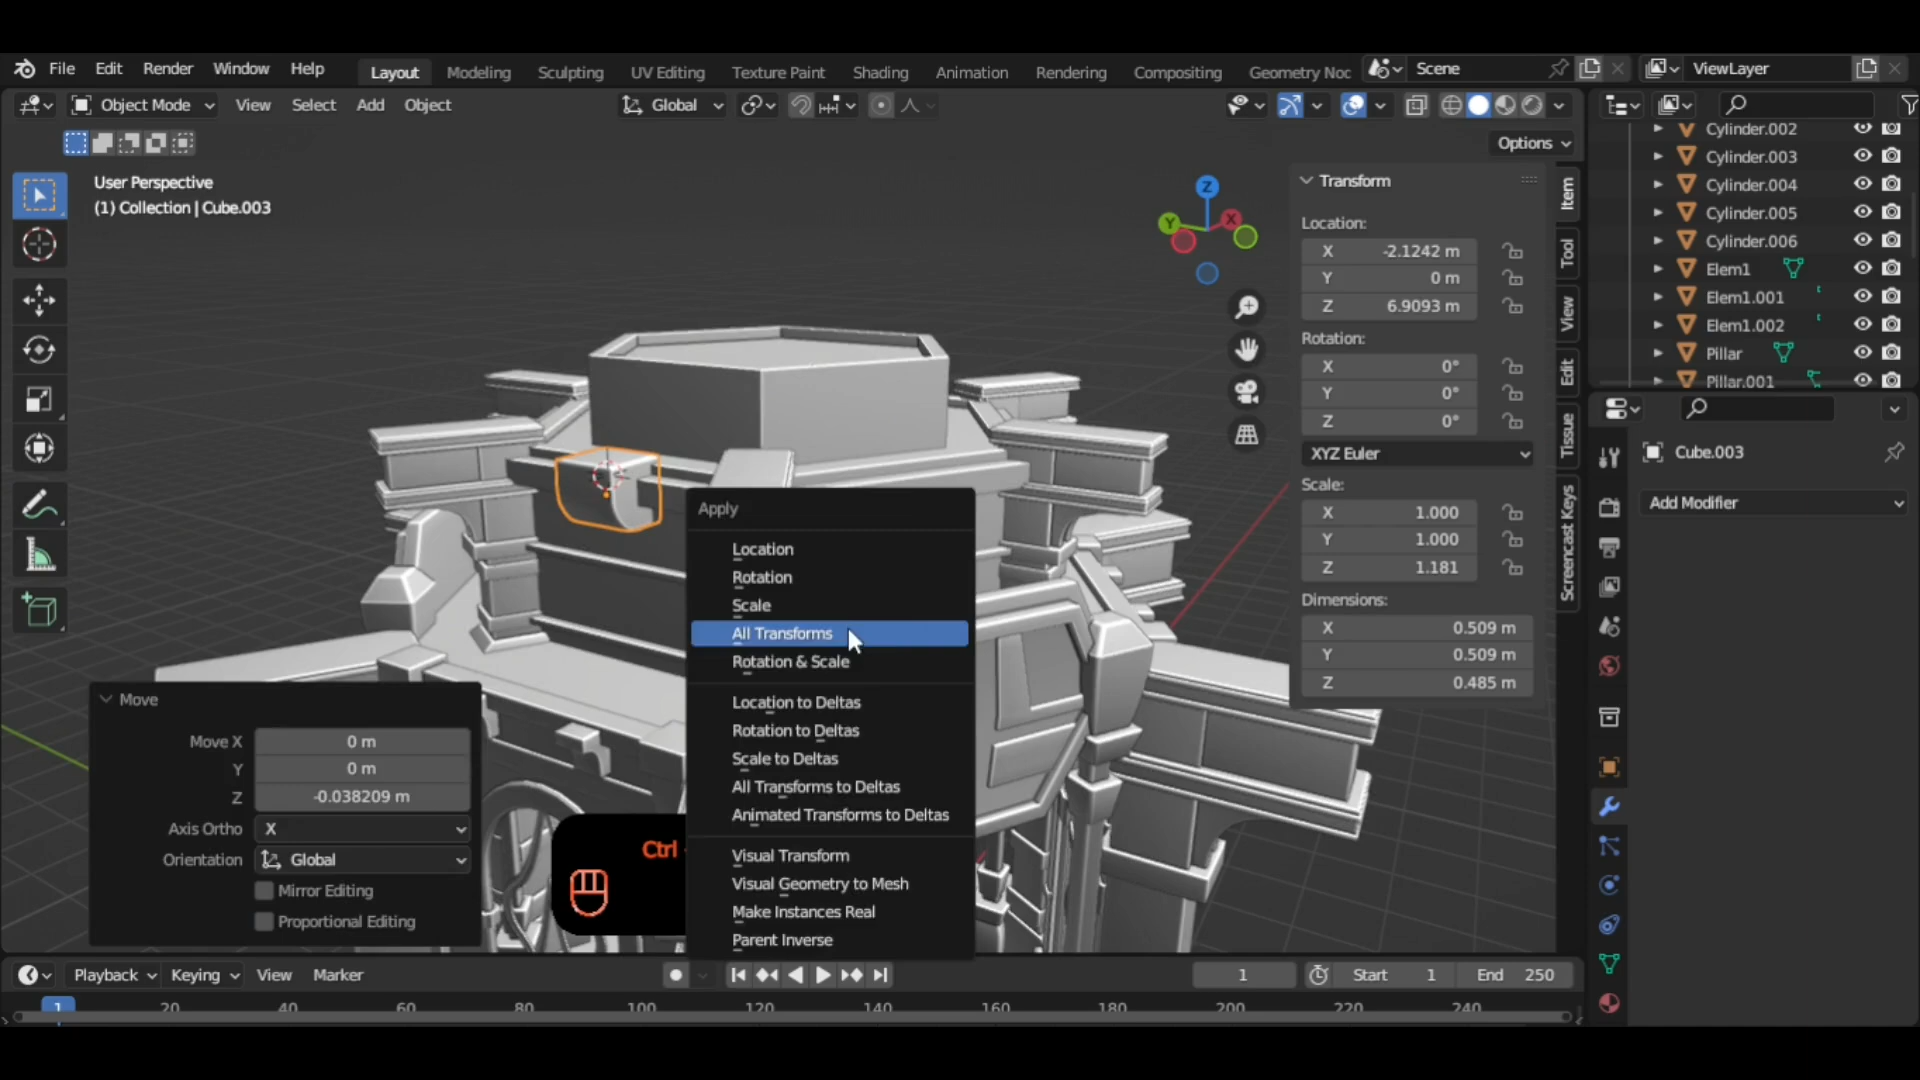 File Edit Render Window Help Layout Modeling Sculpting UV Editing Texture Paint Shading Animation Rendering Compositing Geometry Noc Scene ViewLayer
Object Mode View Select Add Object Global
Options
User Perspective
(1) Collection | Cube.003
Z
Y
X
Transform
Location:
X -2.1242 m
Y 0 m
Z 6.9093 m
Rotation:
X 0°
Y 0°
Z 0°
XYZ Euler
Scale:
X 1.000
Y 1.000
Z 1.181
Dimensions:
X 0.509 m
Y 0.509 m
Z 0.485 m
Item
Tool
View
Edit
Tissue
Screencast Keys
Cylinder.002
Cylinder.003
Cylinder.004
Cylinder.005
Cylinder.006
Elem1
Elem1.001
Elem1.002
Pillar
Pillar.001
Cube.003
Add Modifier
Apply
Location
Rotation
Scale
All Transforms
Rotation & Scale
Location to Deltas
Rotation to Deltas
Scale to Deltas
All Transforms to Deltas
Animated Transforms to Deltas
Visual Transform
Visual Geometry to Mesh
Make Instances Real
Parent Inverse
Move
Move X 0 m
Y 0 m
Z -0.038209 m
Axis Ortho X
Orientation Global
Mirror Editing
Proportional Editing
Ctrl
Playback Keying View Marker 1 Start 1 End 250
1 20 40 60 80 100 120 140 160 180 200 220 240